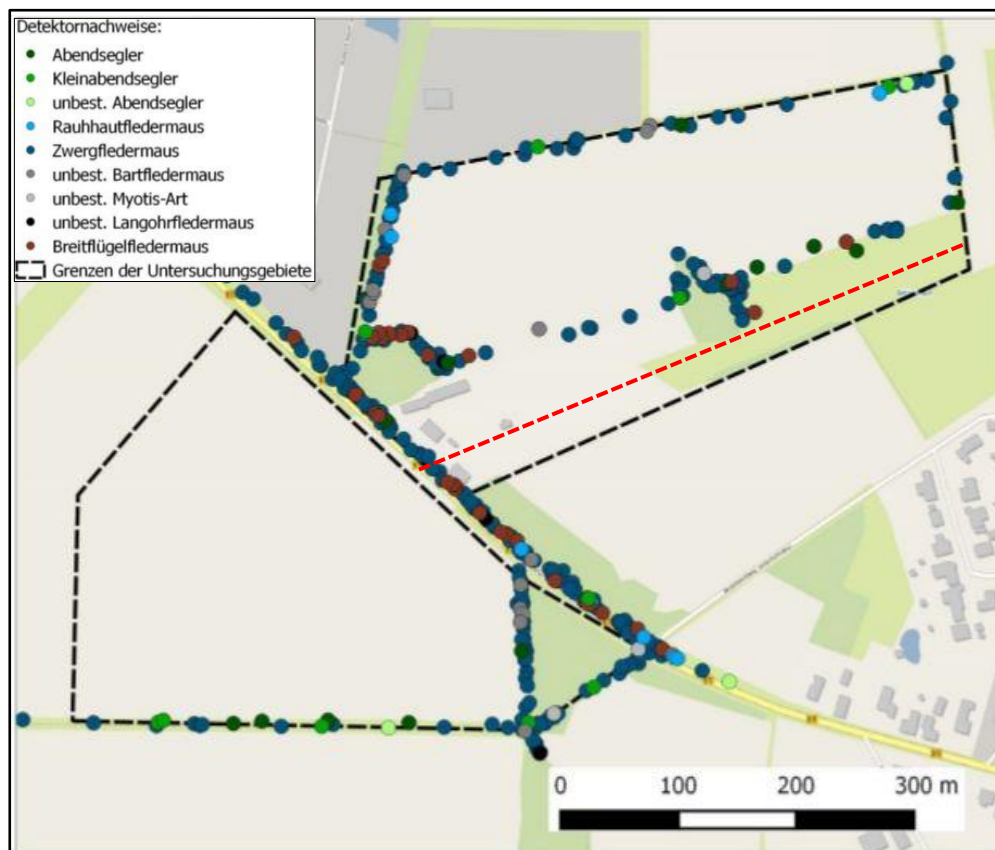 Detektornachweise:
Abendsegler
Kleinabendsegler
unbest. Abendsegler
Rauhhautfledermaus
Zwergfledermaus
unbest. Bartfledermaus
unbest. Myotis-Art
unbest. Langohrfledermaus
Breitflügelfledermaus
Grenzen der Untersuchungsgebiete
0 100 200 300 m